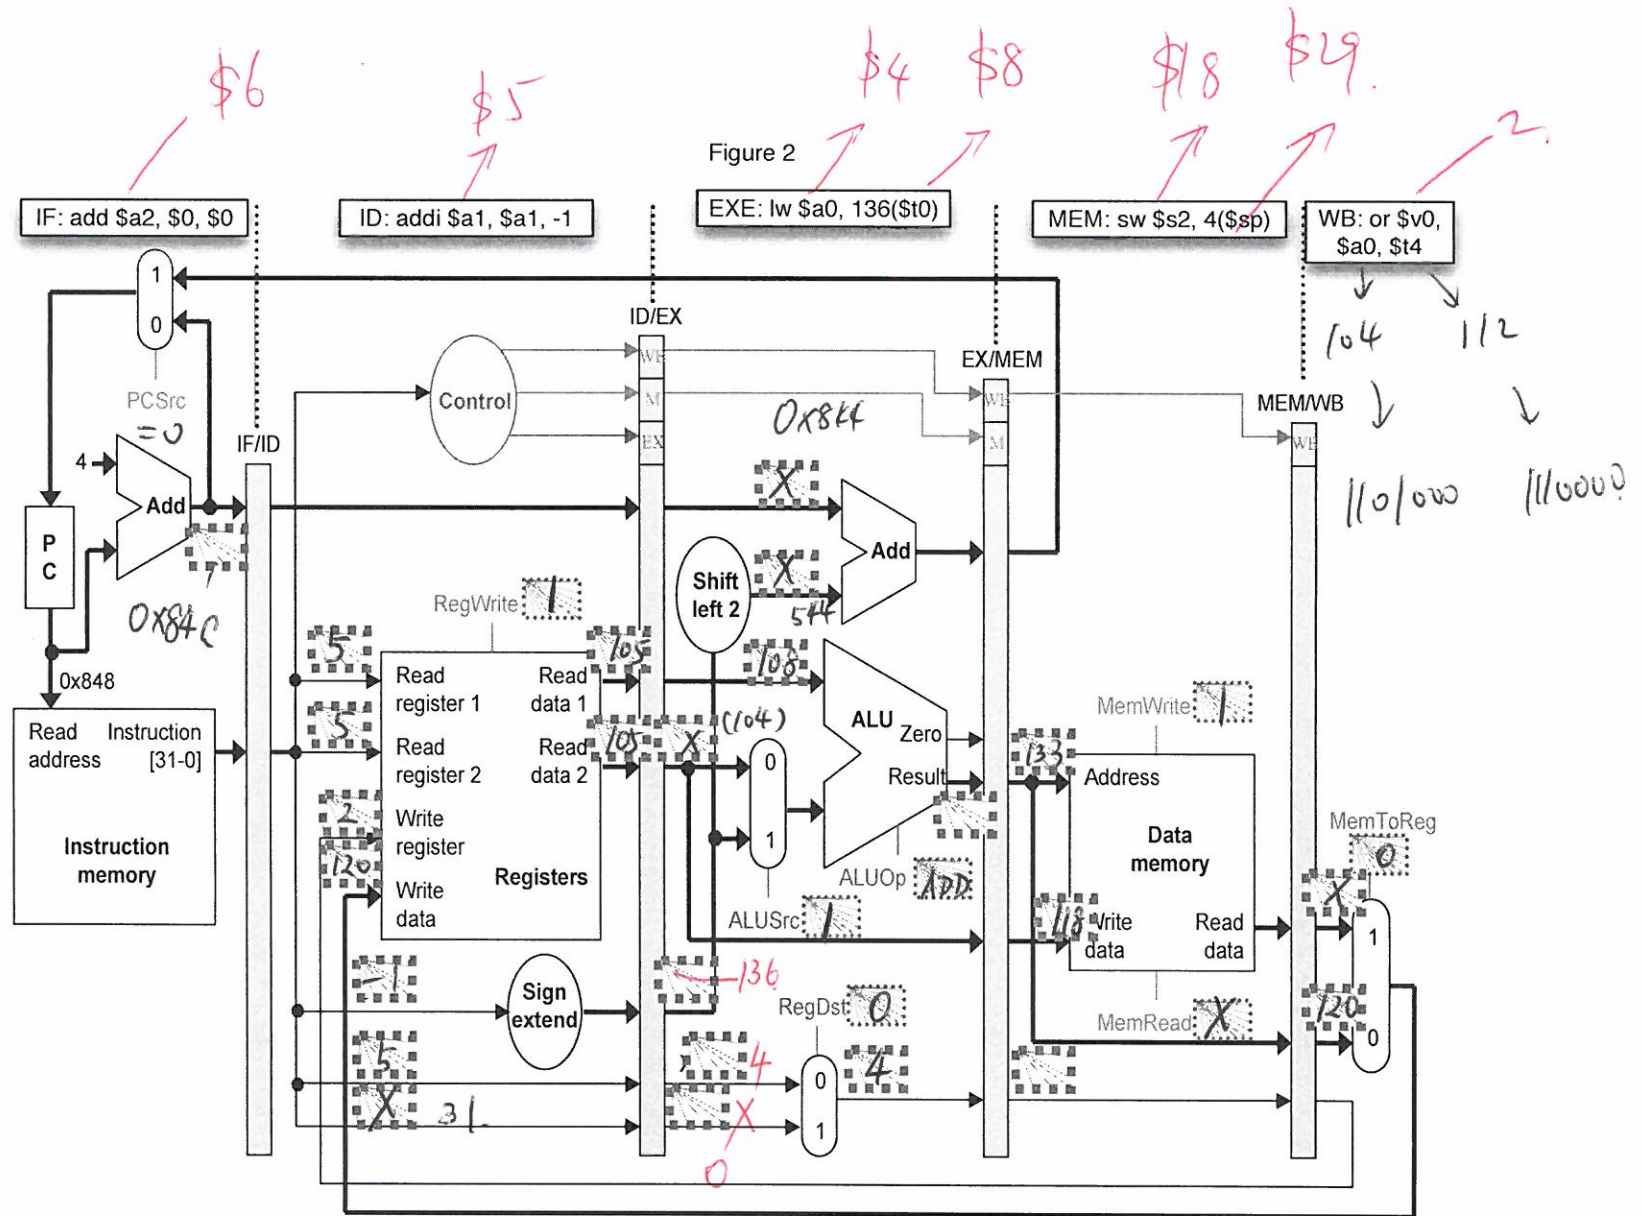 $6
$5
$4 $8
$18
$29.
2.
Figure 2
IF: add $a2, $0, $0
ID: addi $a1, $a1, -1
EXE: lw $a0, 136($t0)
MEM: sw $s2, 4($sp)
WB: or $v0,
$a0, $t4
104
112
1101000
1110000
1
0
PCSrc
=0
4
Add
P
C
0x84C
0x848
IF/ID
Control
ID/EX
WB
M
EX
EX/MEM
WB
M
MEM/WB
WB
0x844
X
X
544
Add
Shift
left 2
RegWrite
1
5
5
2
120
Read
register 1
Read
register 2
Write
register
Write
data
Read
data 1
Read
data 2
Registers
105
105
108
X
(104)
0
1
ALU
Zero
Result
ALUOp
ADD
ALUSrc
1
Read
address
Instruction
[31-0]
Instruction
memory
MemWrite
1
133
118
Address
Data
memory
Write
data
Read
data
MemRead
X
MemToReg
0
X
120
1
0
-1
Sign
extend
136
RegDst
0
5
4
0
1
4
X
31.
X
0